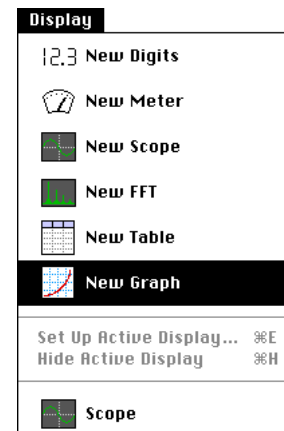 Display
12.3 New Digits
New Meter
New Scope
New FFT
New Table
New Graph
Set Up Active Display... ⌘E
Hide Active Display ⌘H
Scope